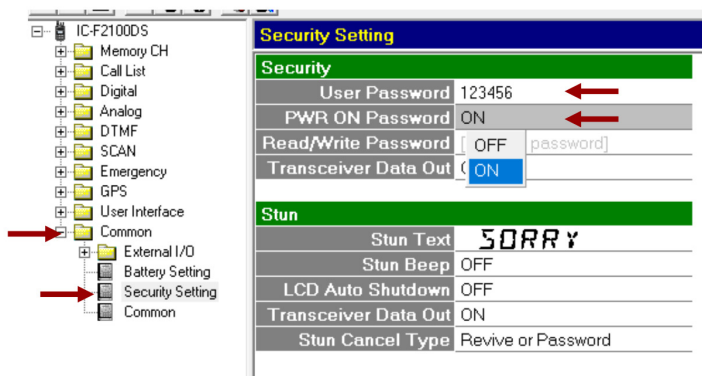 IC-F2100DS
Memory CH
Call List
Digital
Analog
DTMF
SCAN
Emergency
GPS
User Interface
Common
External I/O
Battery Setting
Security Setting
Common
Security Setting
Security
User Password 123456
PWR ON Password ON
Read/Write Password password]
OFF
Transceiver Data Out
ON
Stun
Stun Text SORRY
Stun Beep OFF
LCD Auto Shutdown OFF
Transceiver Data Out ON
Stun Cancel Type Revive or Password